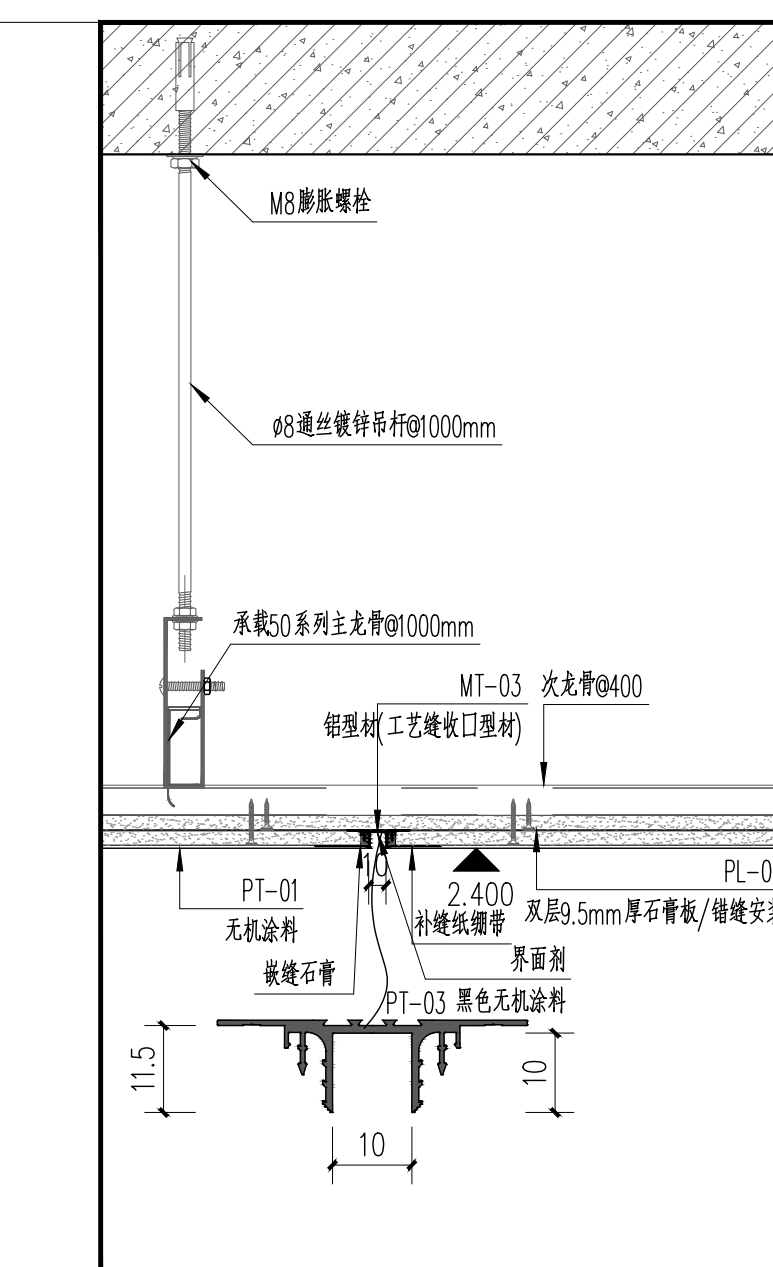 M8膨胀螺栓
ø8通丝镀锌吊杆@1000mm
承载50系列主龙骨@1000mm
MT-03
次龙骨@400
铝型材(工艺缝收口型材)
10
PL-0
PT-01
2.400
双层9.5mm厚石膏板/错缝安装
无机涂料
补缝纸绷带
嵌缝石膏
界面剂
PT-03 黑色无机涂料
11.5
10
10